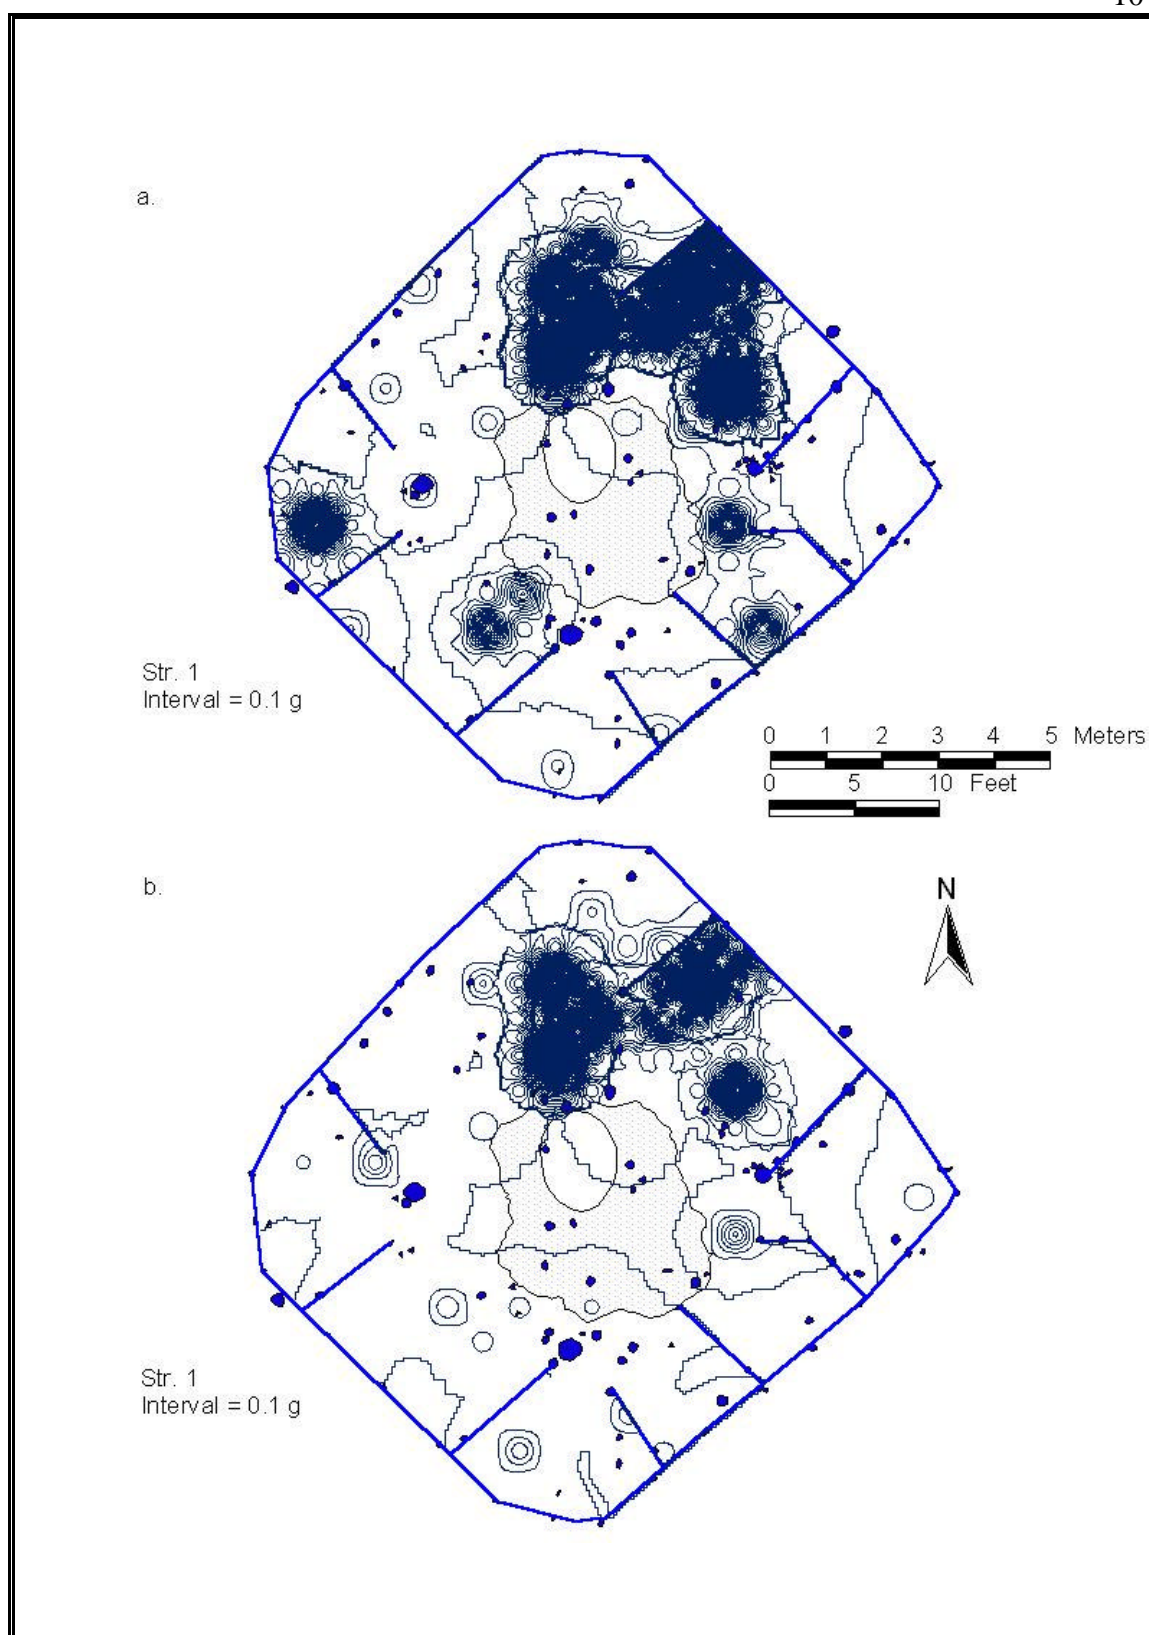 a.
Str. 1
Interval = 0.1 g
0 1 2 3 4 5 Meters
0 5 10 Feet
b.
N
Str. 1
Interval = 0.1 g